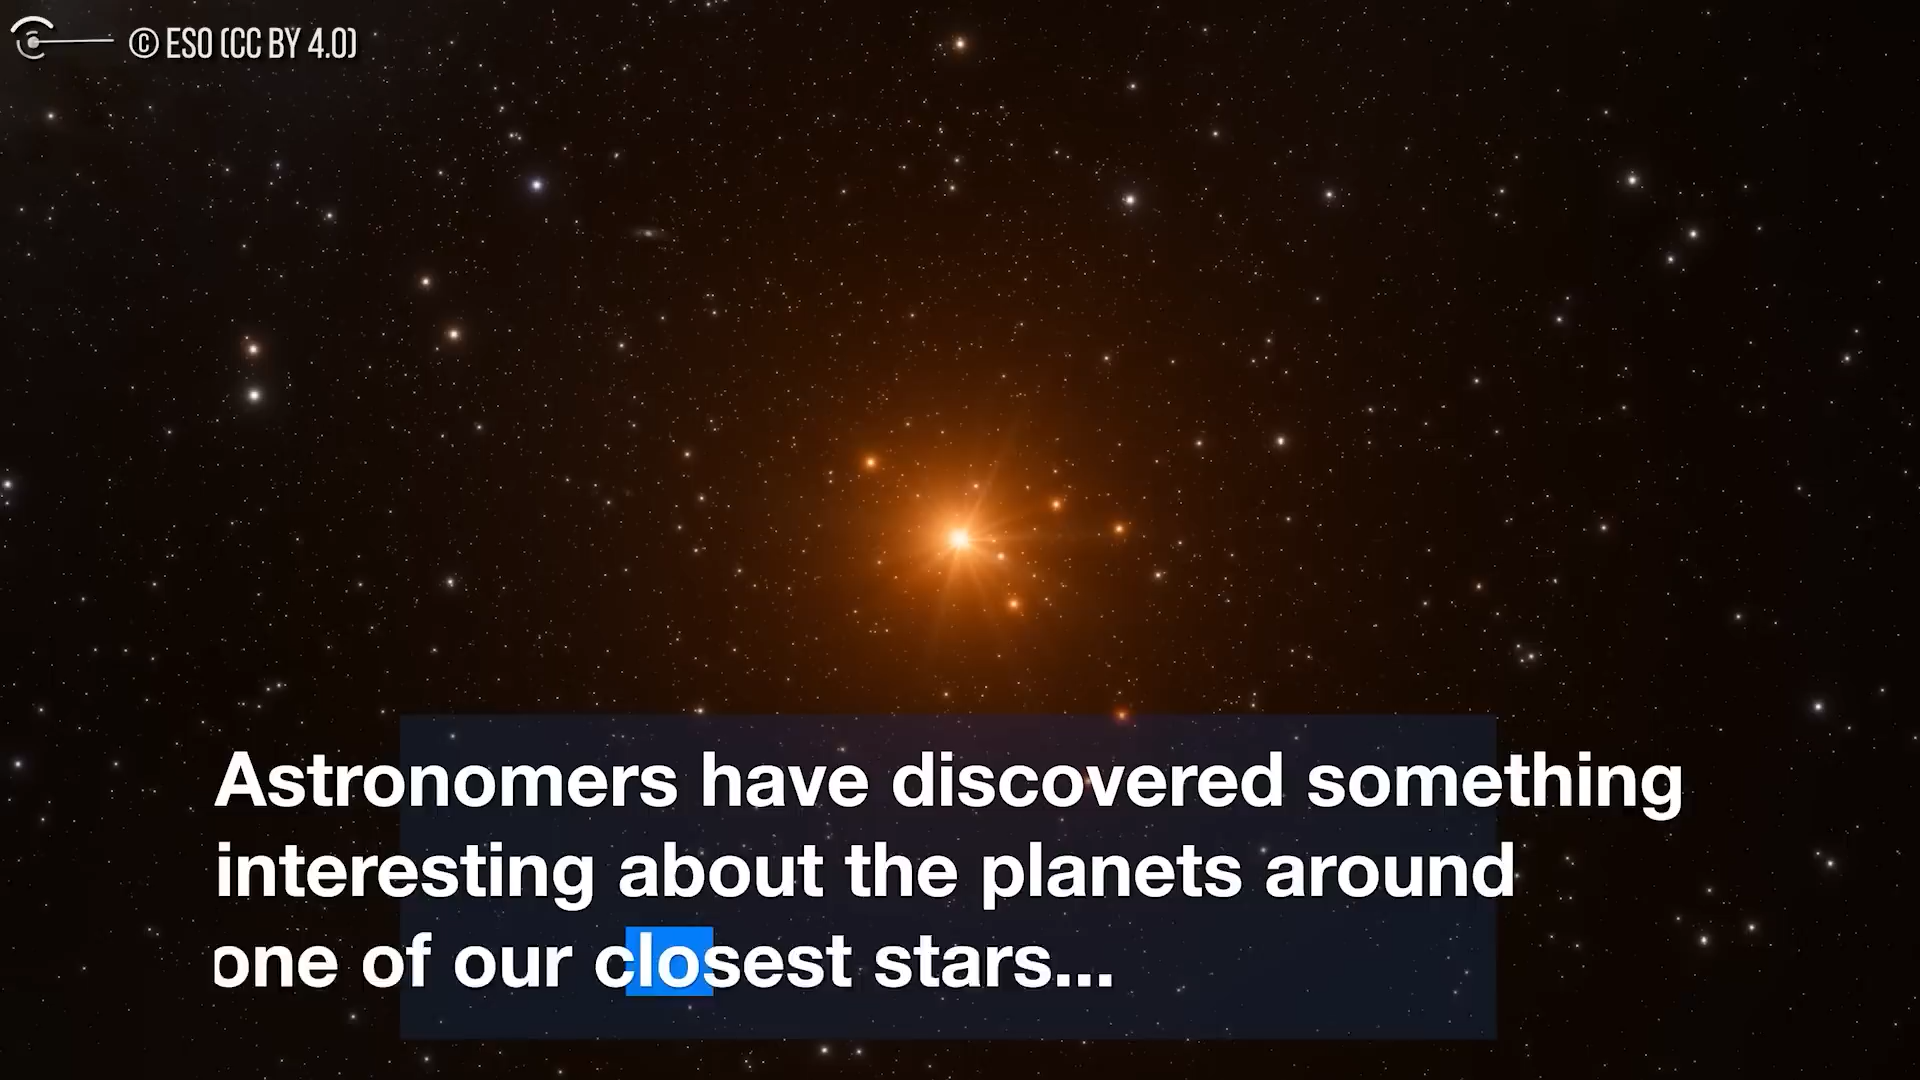 © ESO (CC BY 4.0)
Astronomers have discovered something
interesting about the planets around
one of our closest stars...